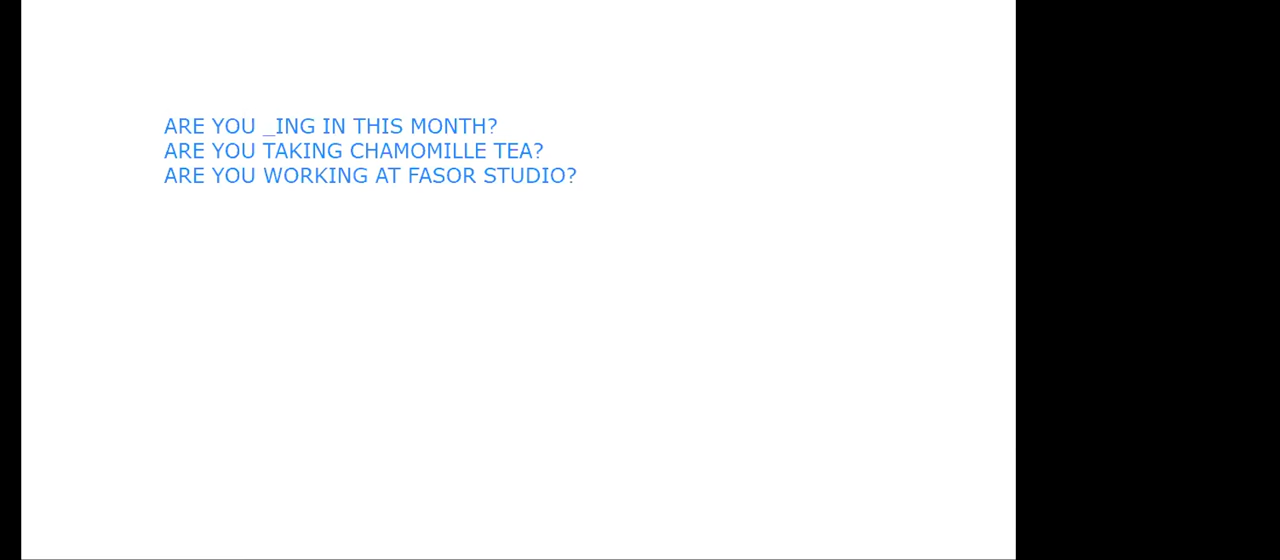 ARE YOU _ING IN THIS MONTH?
ARE YOU TAKING CHAMOMILLE TEA?
ARE YOU WORKING AT FASOR STUDIO?